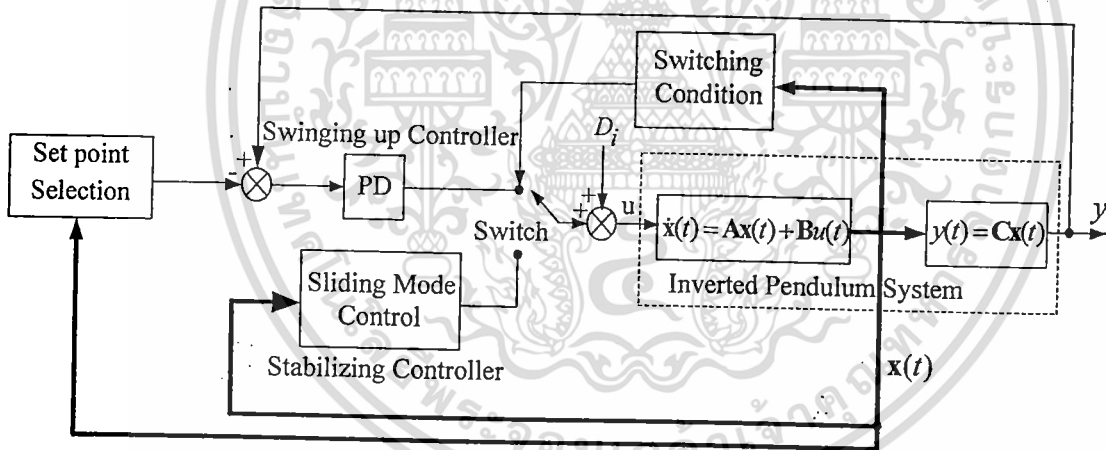 Switching
Condition
Swinging up Controller
D_i
Set point
Selection
+
-
PD
+
+
u
ẋ(t) = Ax(t) + Bu(t)
y(t) = Cx(t)
y
Switch
Inverted Pendulum System
Sliding Mode
Control
Stabilizing Controller
x(t)